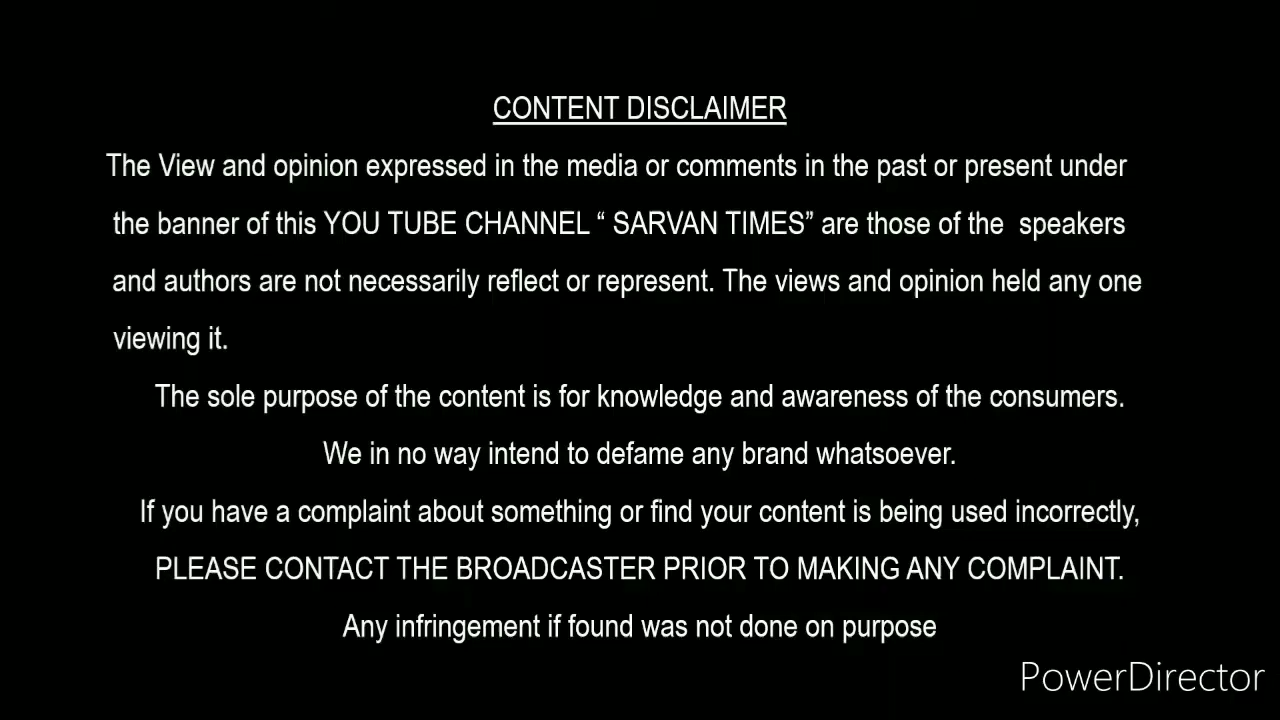 CONTENT DISCLAIMER
The View and opinion expressed in the media or comments in the past or present under
the banner of this YOU TUBE CHANNEL “ SARVAN TIMES” are those of the  speakers
and authors are not necessarily reflect or represent. The views and opinion held any one
viewing it.
The sole purpose of the content is for knowledge and awareness of the consumers.
We in no way intend to defame any brand whatsoever.
If you have a complaint about something or find your content is being used incorrectly,
PLEASE CONTACT THE BROADCASTER PRIOR TO MAKING ANY COMPLAINT.
Any infringement if found was not done on purpose
PowerDirector